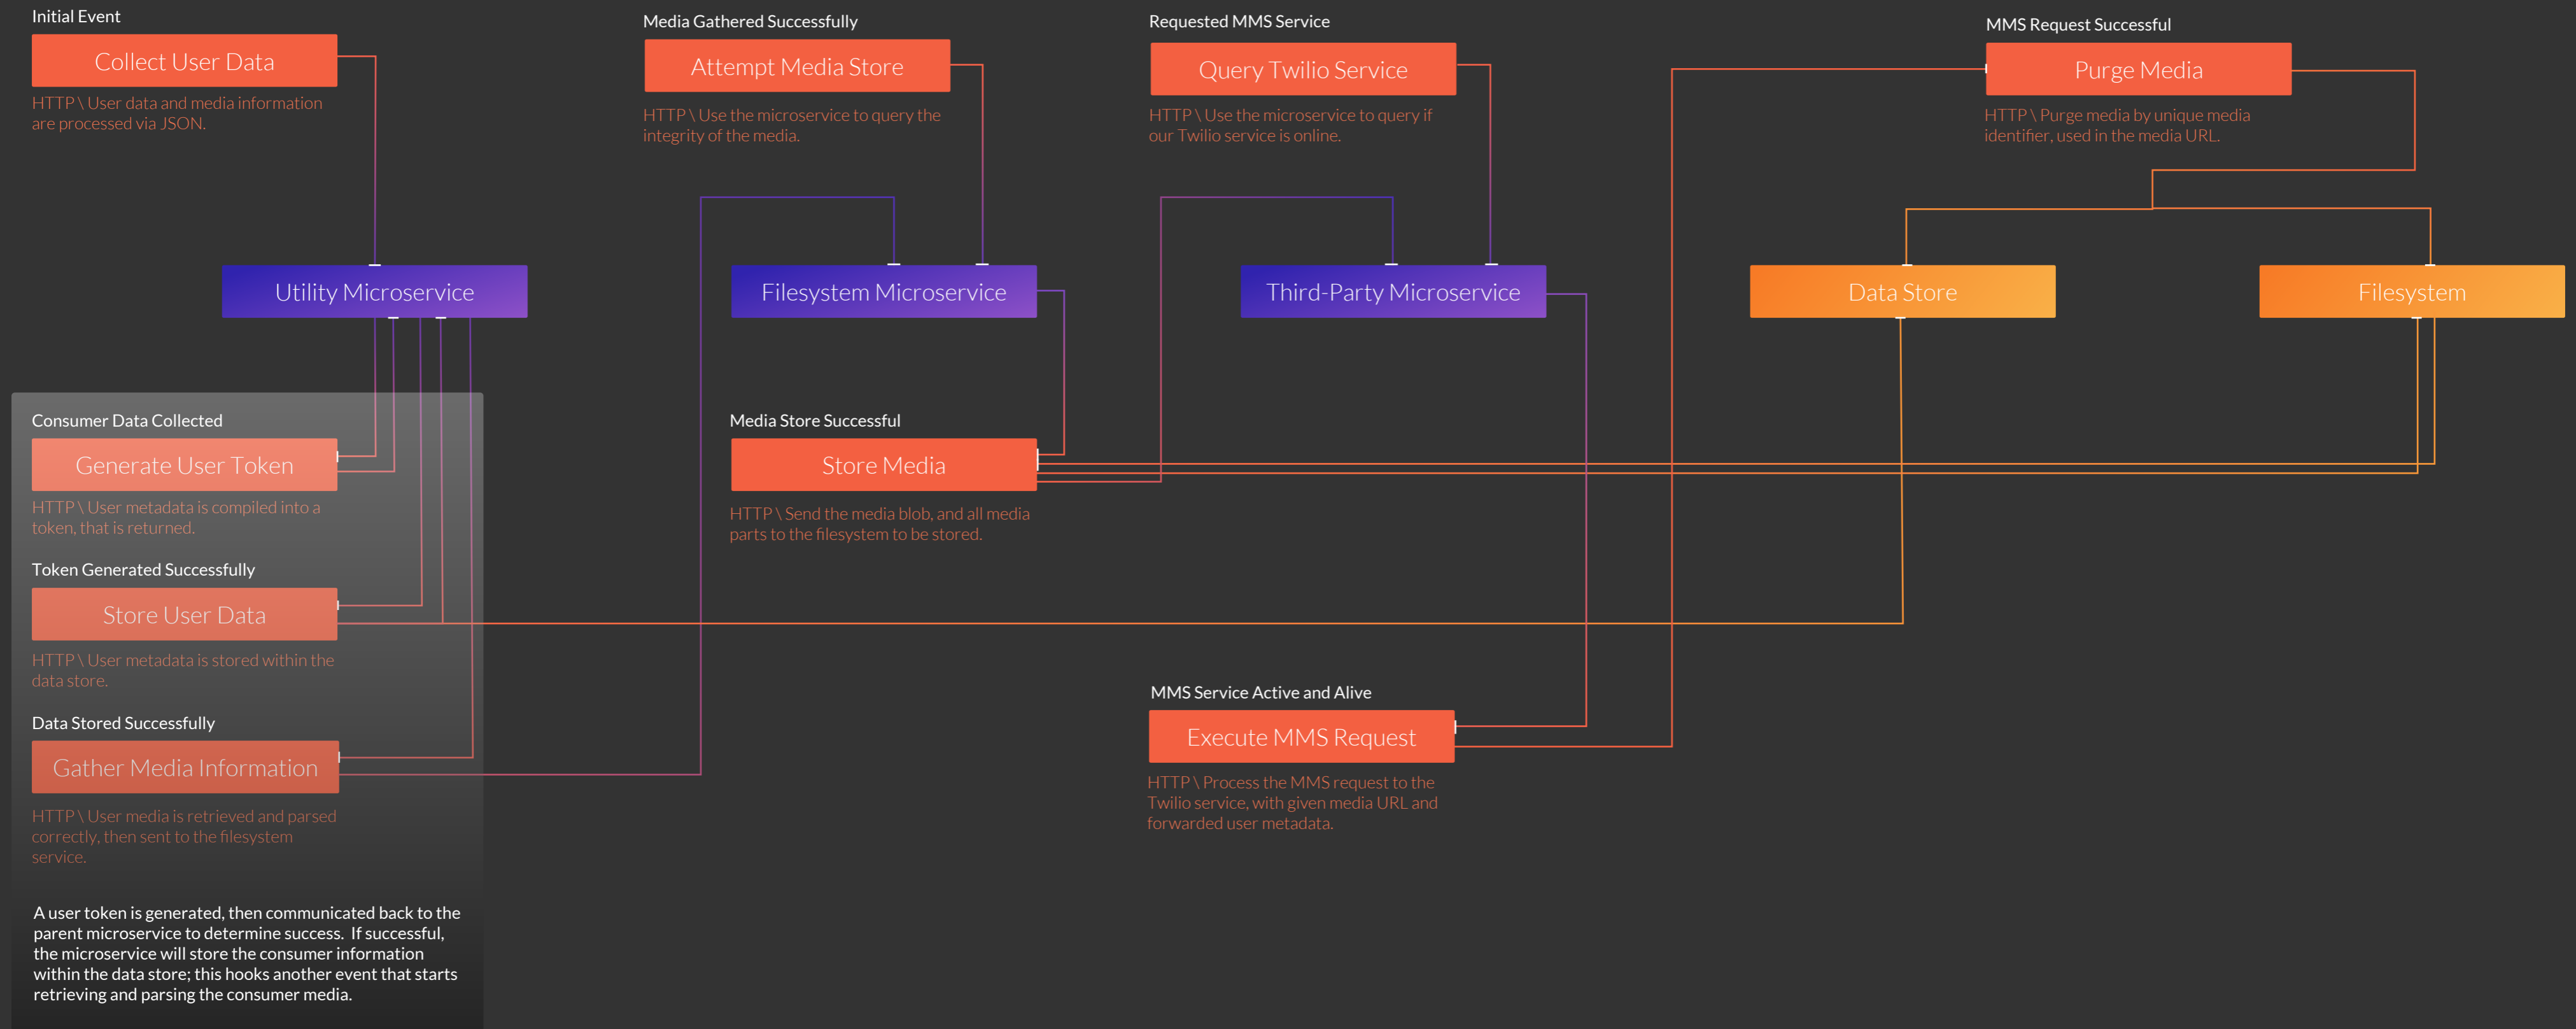 Initial Event
Collect User Data
HTTP \ User data and media information
are processed via JSON.
Media Gathered Successfully
Attempt Media Store
HTTP \ Use the microservice to query the
integrity of the media.
Requested MMS Service
Query Twilio Service
HTTP \ Use the microservice to query if
our Twilio service is online.
MMS Request Successful
Purge Media
HTTP \ Purge media by unique media
identifier, used in the media URL.
Utility Microservice
Filesystem Microservice
Third-Party Microservice
Data Store
Filesystem
Consumer Data Collected
Generate User Token
HTTP \ User metadata is compiled into a
token, that is returned.
Token Generated Successfully
Store User Data
HTTP \ User metadata is stored within the
data store.
Data Stored Successfully
Gather Media Information
HTTP \ User media is retrieved and parsed
correctly, then sent to the filesystem
service.
A user token is generated, then communicated back to the
parent microservice to determine success.  If successful,
the microservice will store the consumer information
within the data store; this hooks another event that starts
retrieving and parsing the consumer media.
Media Store Successful
Store Media
HTTP \ Send the media blob, and all media
parts to the filesystem to be stored.
MMS Service Active and Alive
Execute MMS Request
HTTP \ Process the MMS request to the
Twilio service, with given media URL and
forwarded user metadata.